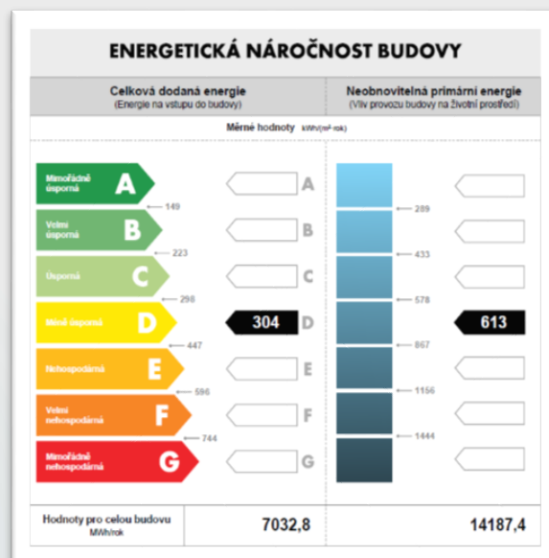 ENERGETICKÁ NÁROČNOST BUDOVY
Celková dodaná energie
(Energie na vstupu do budovy)
Neobnovitelná primární energie
(Vliv provozu budovy na životní prostředí)
Měrné hodnoty kWh/(m²·rok)
Mimořádně
úsporná
A
A
149
289
Velmi
úsporná
B
B
223
433
Úsporná
C
C
298
578
Méně úsporná
D
304
D
613
447
867
Nehospodárná
E
E
596
1156
Velmi
nehospodárná
F
F
744
1444
Mimořádně
nehospodárná
G
G
Hodnoty pro celou budovu
MWh/rok
7032,8
14187,4